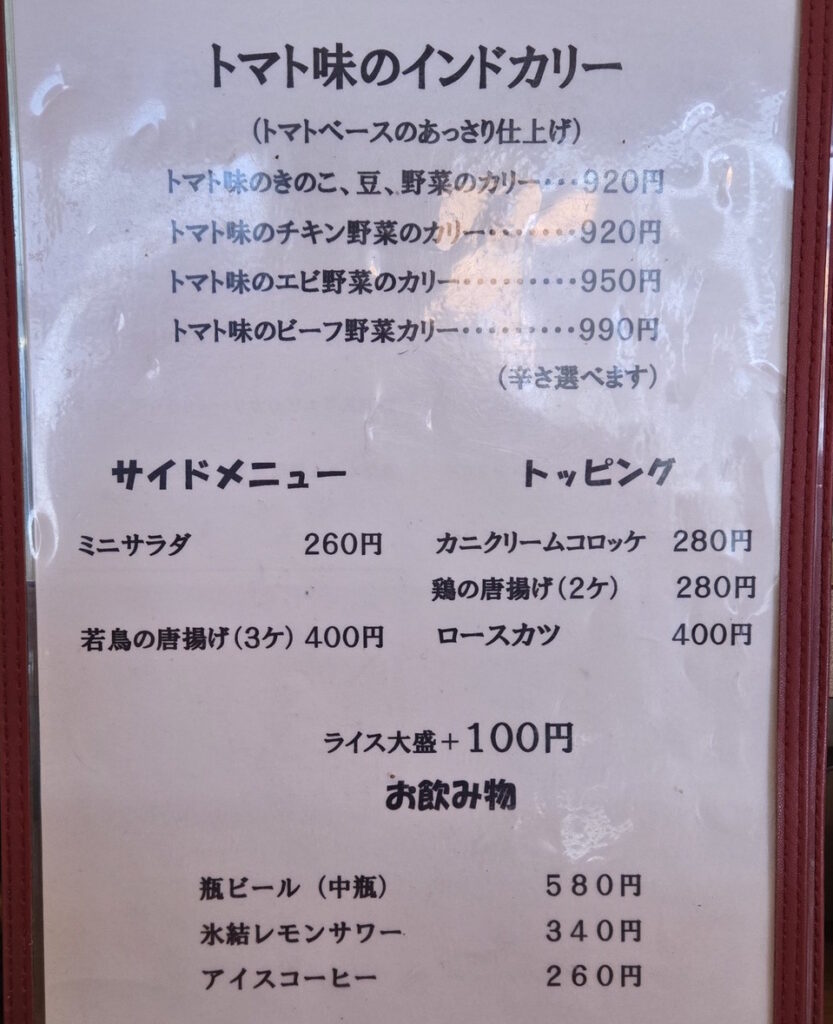 トマト味のインドカリー
(トマトベースのあっさり仕上げ)
トマト味のきのこ、豆、野菜のカリー・・・920円
トマト味のチキン野菜のカリー・・・・・・・・920円
トマト味のエビ野菜のカリー・・・・・・・・・・950円
トマト味のビーフ野菜カリー・・・・・・・・・・990円
(辛さ選べます)
サイドメニュー
ミニサラダ 260円
若鳥の唐揚げ(3ケ) 400円
トッピング
カニクリームコロッケ 280円
鶏の唐揚げ(2ケ) 280円
ロースカツ 400円
ライス大盛+100円
お飲み物
瓶ビール(中瓶) 580円
氷結レモンサワー 340円
アイスコーヒー 260円